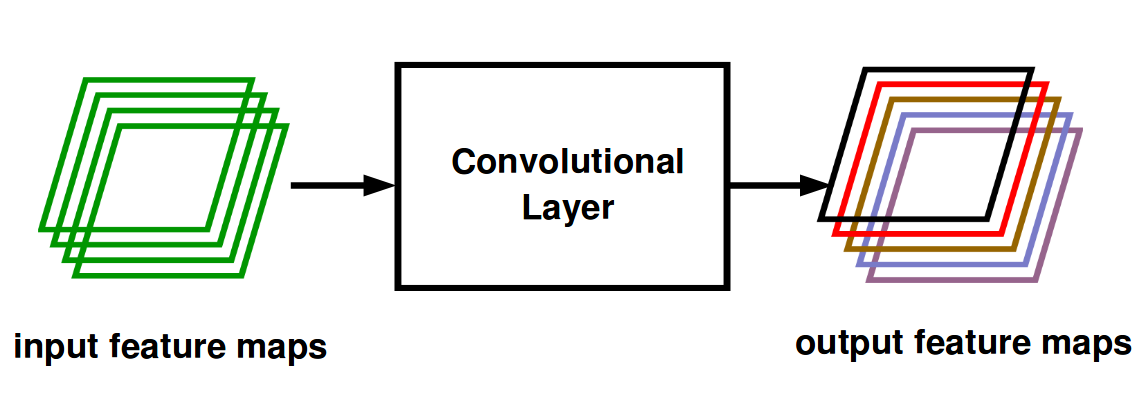 Convolutional
Layer
input feature maps
output feature maps